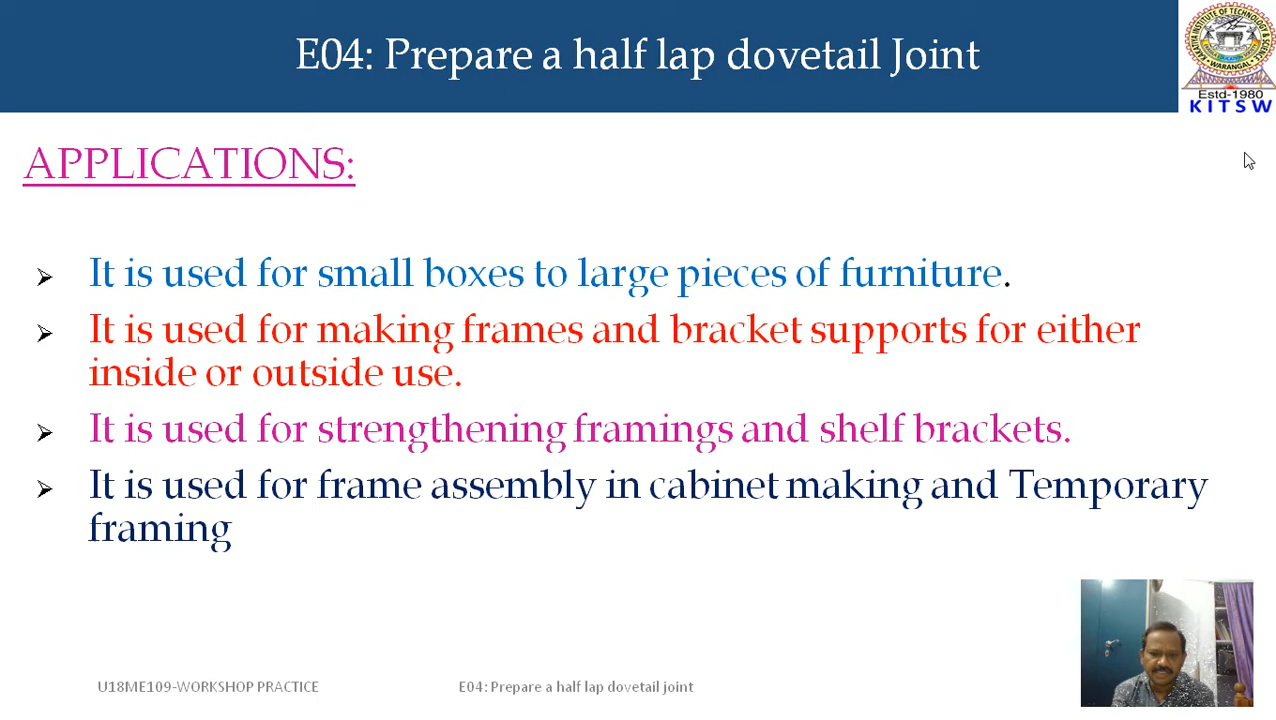 E04: Prepare a half lap dovetail Joint
WARANGAL
Estd-1980
K I T S W
APPLICATIONS:
➢ It is used for small boxes to large pieces of furniture.
➢ It is used for making frames and bracket supports for either
inside or outside use.
➢ It is used for strengthening framings and shelf brackets.
➢ It is used for frame assembly in cabinet making and Temporary
framing
U18ME109-WORKSHOP PRACTICE
E04: Prepare a half lap dovetail joint